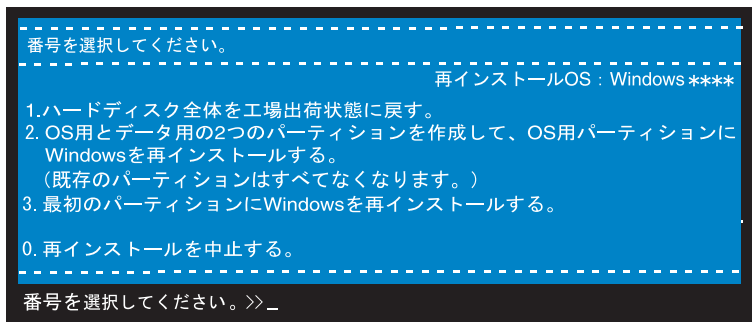 番号を選択してください。
再インストールOS：Windows****
1.ハードディスク全体を工場出荷状態に戻す。
2. OS用とデータ用の2つのパーティションを作成して、OS用パーティションに
Windowsを再インストールする。
（既存のパーティションはすべてなくなります。）
3. 最初のパーティションにWindowsを再インストールする。
0. 再インストールを中止する。
番号を選択してください。>>_